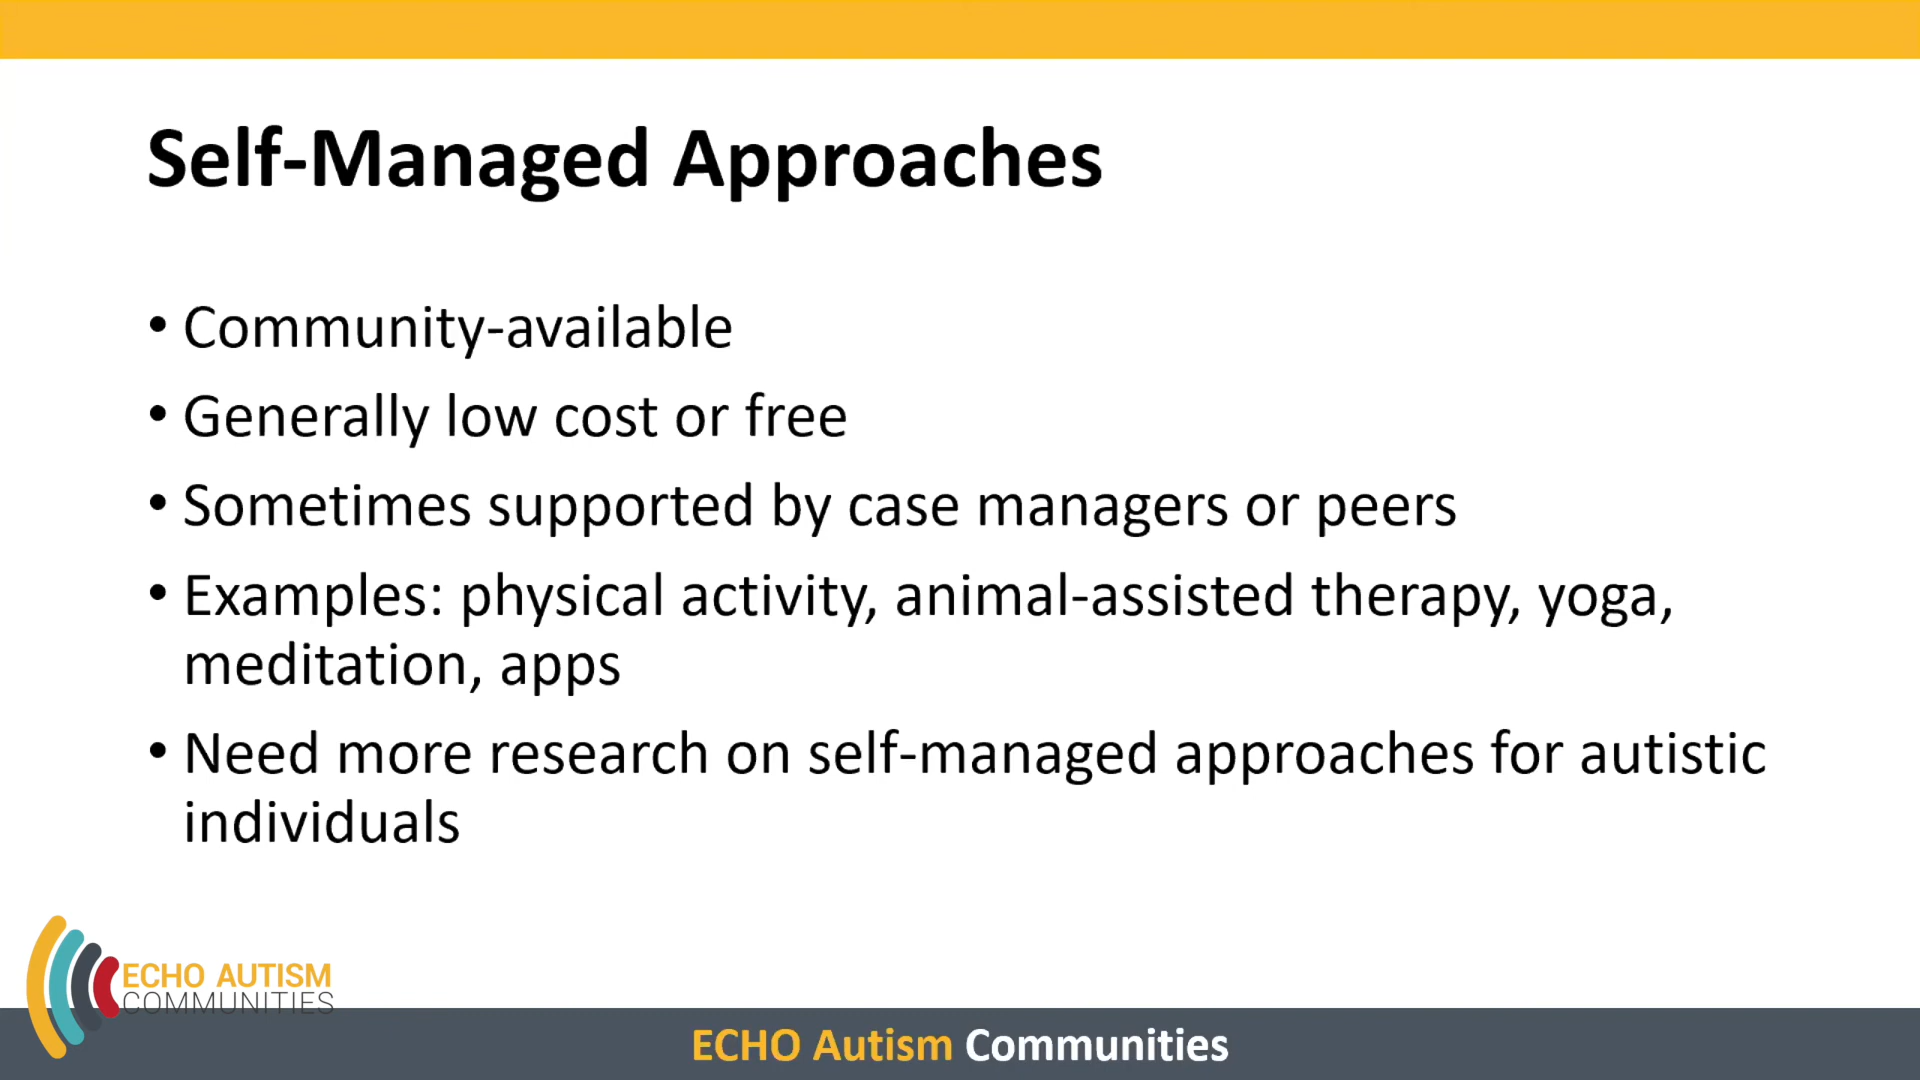 Self-Managed Approaches
• Community-available
• Generally low cost or free
• Sometimes supported by case managers or peers
• Examples: physical activity, animal-assisted therapy, yoga,
meditation, apps
• Need more research on self-managed approaches for autistic
individuals
ECHO AUTISM
COMMUNITIES
ECHO Autism Communities